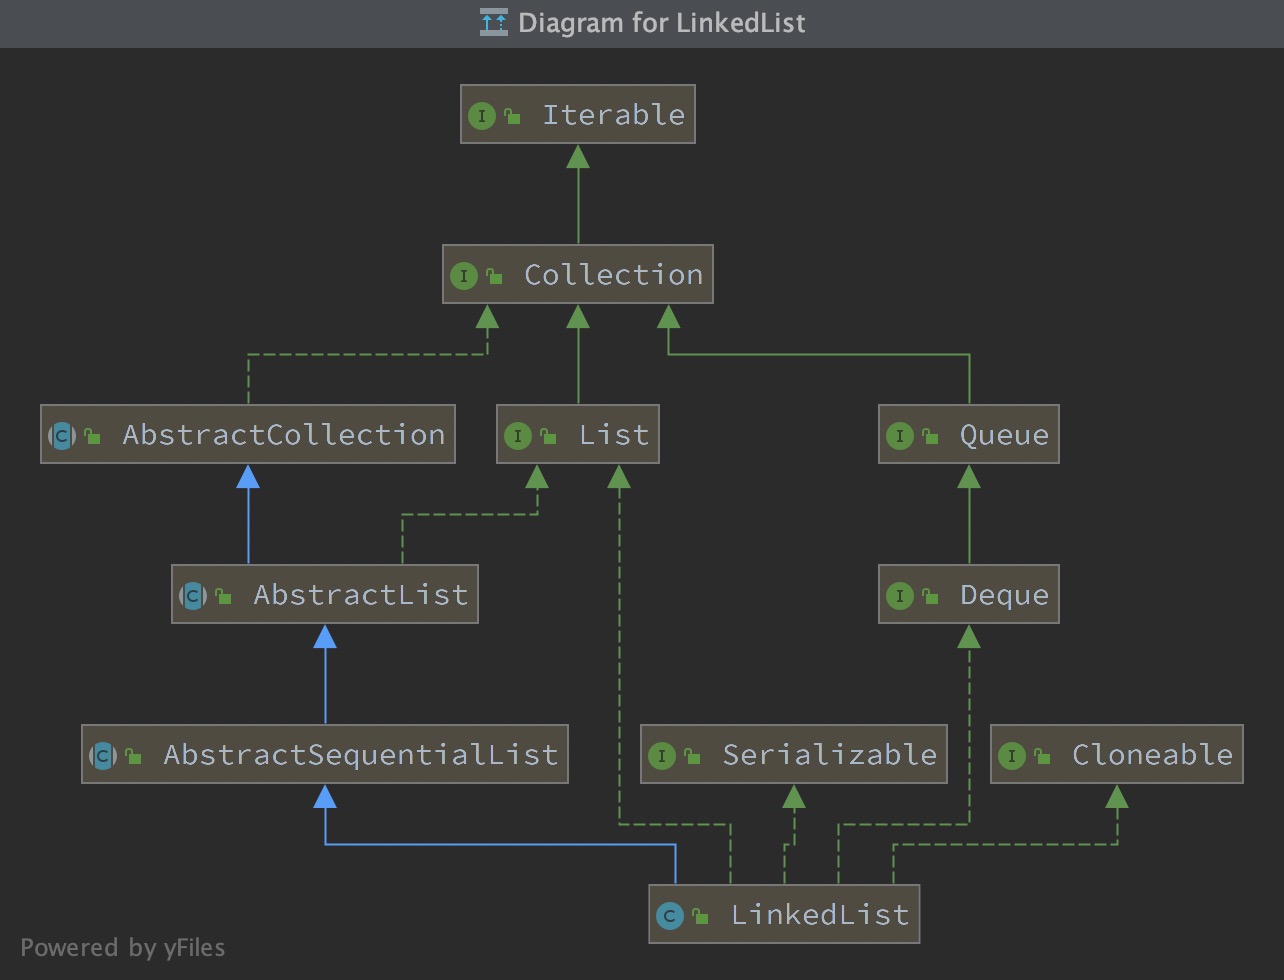 Diagram for LinkedList
I Iterable
I Collection
C AbstractCollection
I List
I Queue
C AbstractList
I Deque
C AbstractSequentialList
I Serializable
I Cloneable
C LinkedList
Powered by yFiles